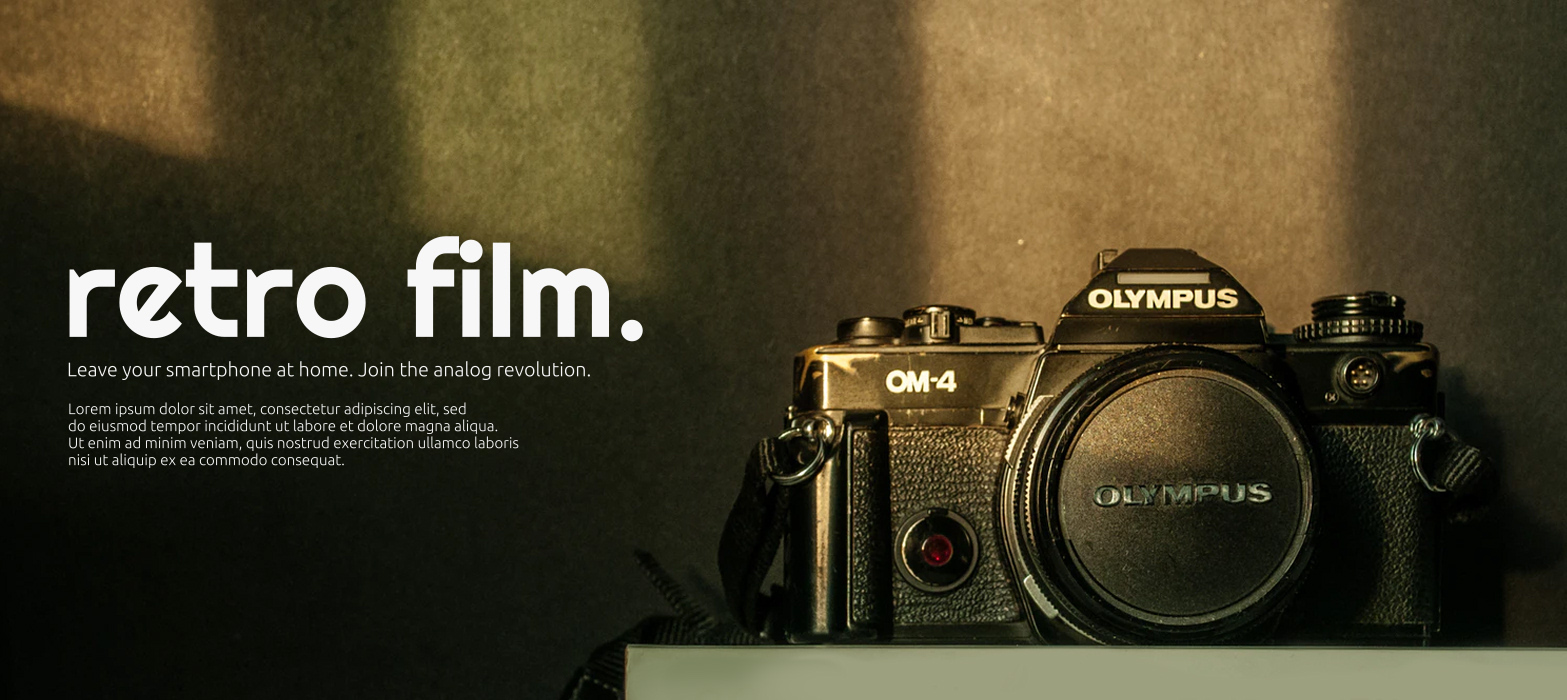 retro film.
Leave your smartphone at home. Join the analog revolution.
Lorem ipsum dolor sit amet, consectetur adipiscing elit, sed
do eiusmod tempor incididunt ut labore et dolore magna aliqua.
Ut enim ad minim veniam, quis nostrud exercitation ullamco laboris
nisi ut aliquip ex ea commodo consequat.
OLYMPUS
OM-4
OLYMPUS